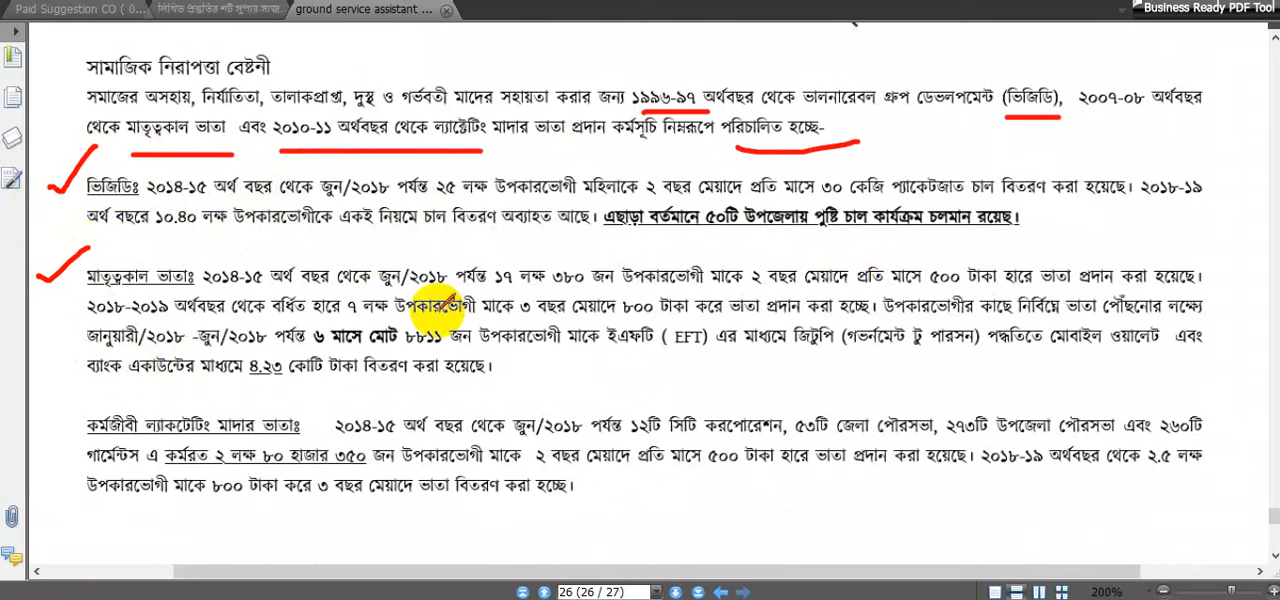 Paid Suggestion CO ( 0...
লিখিত প্রস্তুতির শর্ট সুপার সাজে...
ground service assistant ...
Business Ready PDF Tool
সামাজিক নিরাপত্তা বেষ্টনী
সমাজের অসহায়, নির্যাতিতা, তালাকপ্রাপ্তা, দুস্থ ও গর্ভবতী মাদের সহায়তা করার জন্য ১৯৯৬-৯৭ অর্থবছর থেকে ভালনারেবল গ্রুপ ডেভলপমেন্ট (ভিজিডি), ২০০৭-০৮ অর্থবছর
থেকে মাতৃত্বকাল ভাতা এবং ২০১০-১১ অর্থবছর থেকে ল্যাক্টেটিং মাদার ভাতা প্রদান কর্মসূচি নিম্নরূপে পরিচালিত হচ্ছে-
ভিজিডিঃ ২০১৪-১৫ অর্থ বছর থেকে জুন/২০১৮ পর্যন্ত ২৫ লক্ষ উপকারভোগী মহিলাকে ২ বছর মেয়াদে প্রতি মাসে ৩০ কেজি প্যাকেটজাত চাল বিতরণ করা হয়েছে। ২০১৮-১৯
অর্থ বছরে ১০.৪০ লক্ষ উপকারভোগীকে একই নিয়মে চাল বিতরণ অব্যাহত আছে। এছাড়া বর্তমানে ৫০টি উপজেলায় পুষ্টি চাল কার্যক্রম চলমান রয়েছে।
মাতৃত্বকাল ভাতাঃ ২০১৪-১৫ অর্থ বছর থেকে জুন/২০১৮ পর্যন্ত ১৭ লক্ষ ৩৮০ জন উপকারভোগী মাকে ২ বছর মেয়াদে প্রতি মাসে ৫০০ টাকা হারে ভাতা প্রদান করা হয়েছে।
২০১৮-২০১৯ অর্থবছর থেকে বর্ধিত হারে ৭ লক্ষ উপকারভোগী মাকে ৩ বছর মেয়াদে ৮০০ টাকা করে ভাতা প্রদান করা হচ্ছে। উপকারভোগীর কাছে নির্বিঘ্নে ভাতা পৌঁছনোর লক্ষ্যে
জানুয়ারী/২০১৮ -জুন/২০১৮ পর্যন্ত ৬ মাসে মোট ৮৮১১ জন উপকারভোগী মাকে ইএফটি ( EFT) এর মাধ্যমে জিটুপি (গভর্নমেন্ট টু পারসন) পদ্ধতিতে মোবাইল ওয়ালেট এবং
ব্যাংক একাউন্টের মাধ্যমে ৪.২৩ কোটি টাকা বিতরণ করা হয়েছে।
কর্মজীবী ল্যাকটেটিং মাদার ভাতাঃ ২০১৪-১৫ অর্থ বছর থেকে জুন/২০১৮ পর্যন্ত ১২টি সিটি করপোরেশন, ৫৩টি জেলা পৌরসভা, ২৭৩টি উপজেলা পৌরসভা এবং ২৬০টি
গার্মেন্টস এ কর্মরত ২ লক্ষ ৮০ হাজার ৩৫০ জন উপকারভোগী মাকে ২ বছর মেয়াদে প্রতি মাসে ৫০০ টাকা হারে ভাতা প্রদান করা হয়েছে। ২০১৮-১৯ অর্থবছর থেকে ২.৫ লক্ষ
উপকারভোগী মাকে ৮০০ টাকা করে ৩ বছর মেয়াদে ভাতা বিতরণ করা হচ্ছে।
26 (26 / 27)
200%